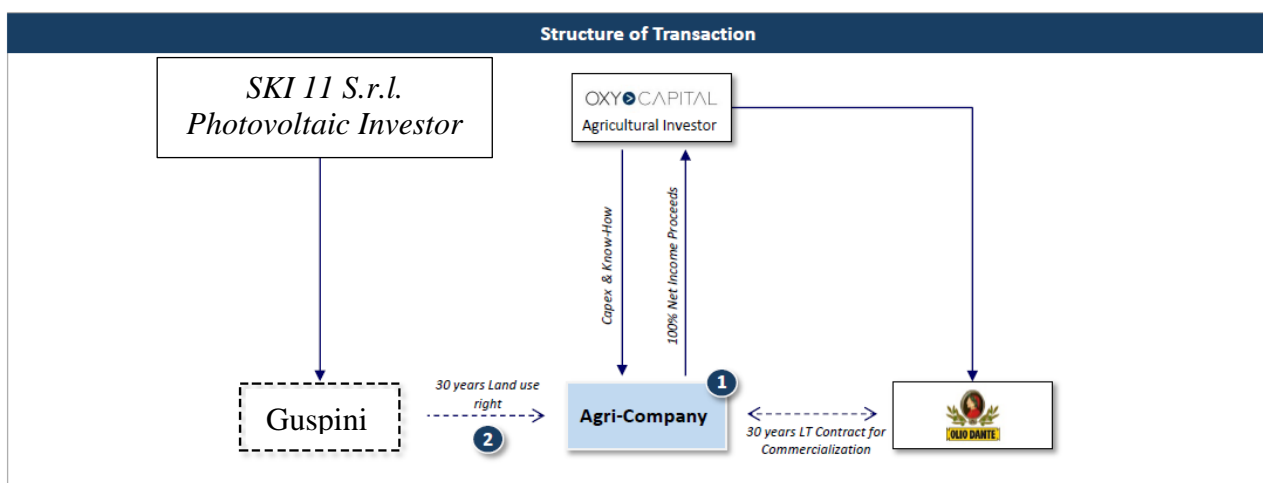 Structure of Transaction
SKI 11 S.r.l.
Photovoltaic Investor
OXY CAPITAL
Agricultural Investor
Capex & Know-How
100% Net Income Proceeds
Guspini
30 years Land use
right
2
Agri-Company
1
30 years LT Contract for
Commercialization
OLIO DANTE